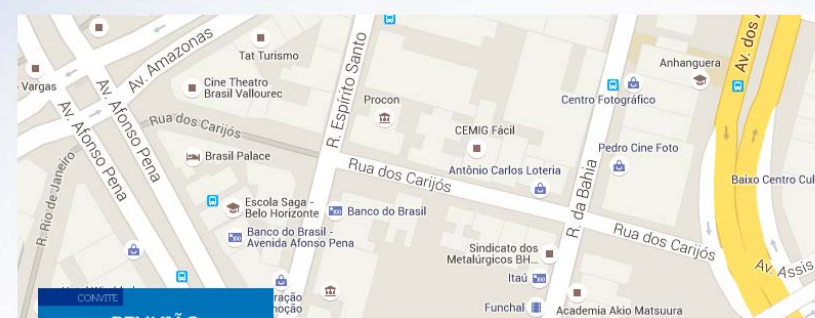 Vargas
Av. Amazonas
Tat Turismo
Cine Theatro
Brasil Vallourec
Av. Afonso Pena
Av. Afonso Pena
Rua dos Carijós
R. Rio de Janeiro
Brasil Palace
R. Espírito Santo
Procon
CEMIG Fácil
Anhanguera
Av. dos
Centro Fotográfico
Pedro Cine Foto
Antônio Carlos Loteria
Rua dos Carijós
R. da Bahia
Baixo Centro Cul
Escola Saga -
Belo Horizonte
Banco do Brasil
Banco do Brasil -
Avenida Afonso Pena
Rua dos Carijós
Sindicato dos
Metalúrgicos BH...
Itaú
Av. Assis
Funchal
Academia Akio Matsuura
CONVITE